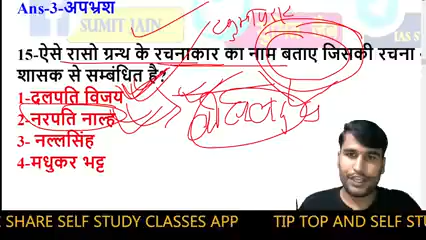 Ans-3-अपभ्रश
SUMIT JAIN
15-ऐसे रासो ग्रन्थ के रचनाकार का नाम बताए जिसकी रचना
शासक से सम्बंधित है?
1-दलपति विजय
2-नरपति नाल्ह
3- नल्लसिंह
4-मधुकर भट्ट
E SHARE SELF STUDY CLASSES APP TIP TOP AND SELF STU